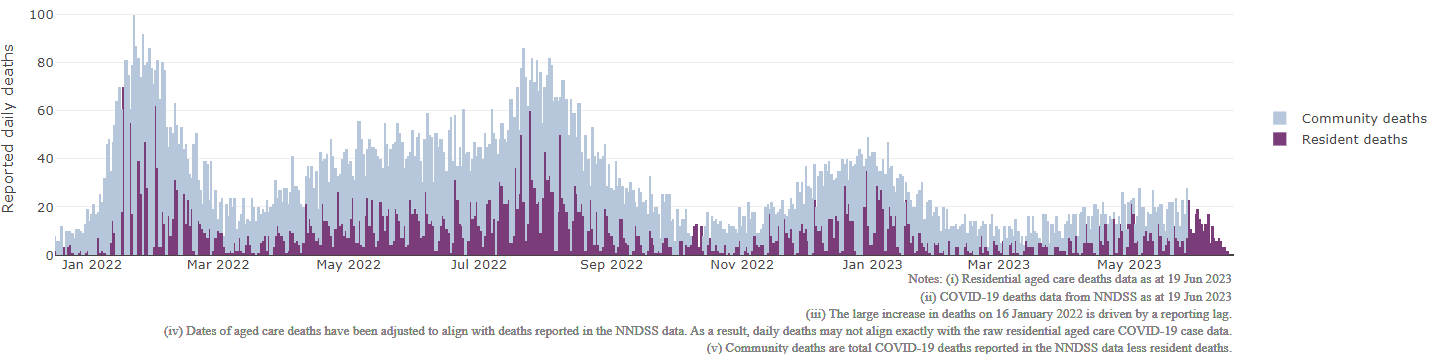 100
80
60
40
20
0
Reported daily deaths
Jan 2022
Mar 2022
May 2022
Jul 2022
Sep 2022
Nov 2022
Jan 2023
Mar 2023
May 2023
Community deaths
Resident deaths
Notes: (i) Residential aged care deaths data as at 19 Jun 2023
(ii) COVID-19 deaths data from NNDSS as at 19 Jun 2023
(iii) The large increase in deaths on 16 January 2022 is driven by a reporting lag.
(iv) Dates of aged care deaths have been adjusted to align with deaths reported in the NNDSS data. As a result, daily deaths may not align exactly with the raw residential aged care COVID-19 case data.
(v) Community deaths are total COVID-19 deaths reported in the NNDSS data less resident deaths.